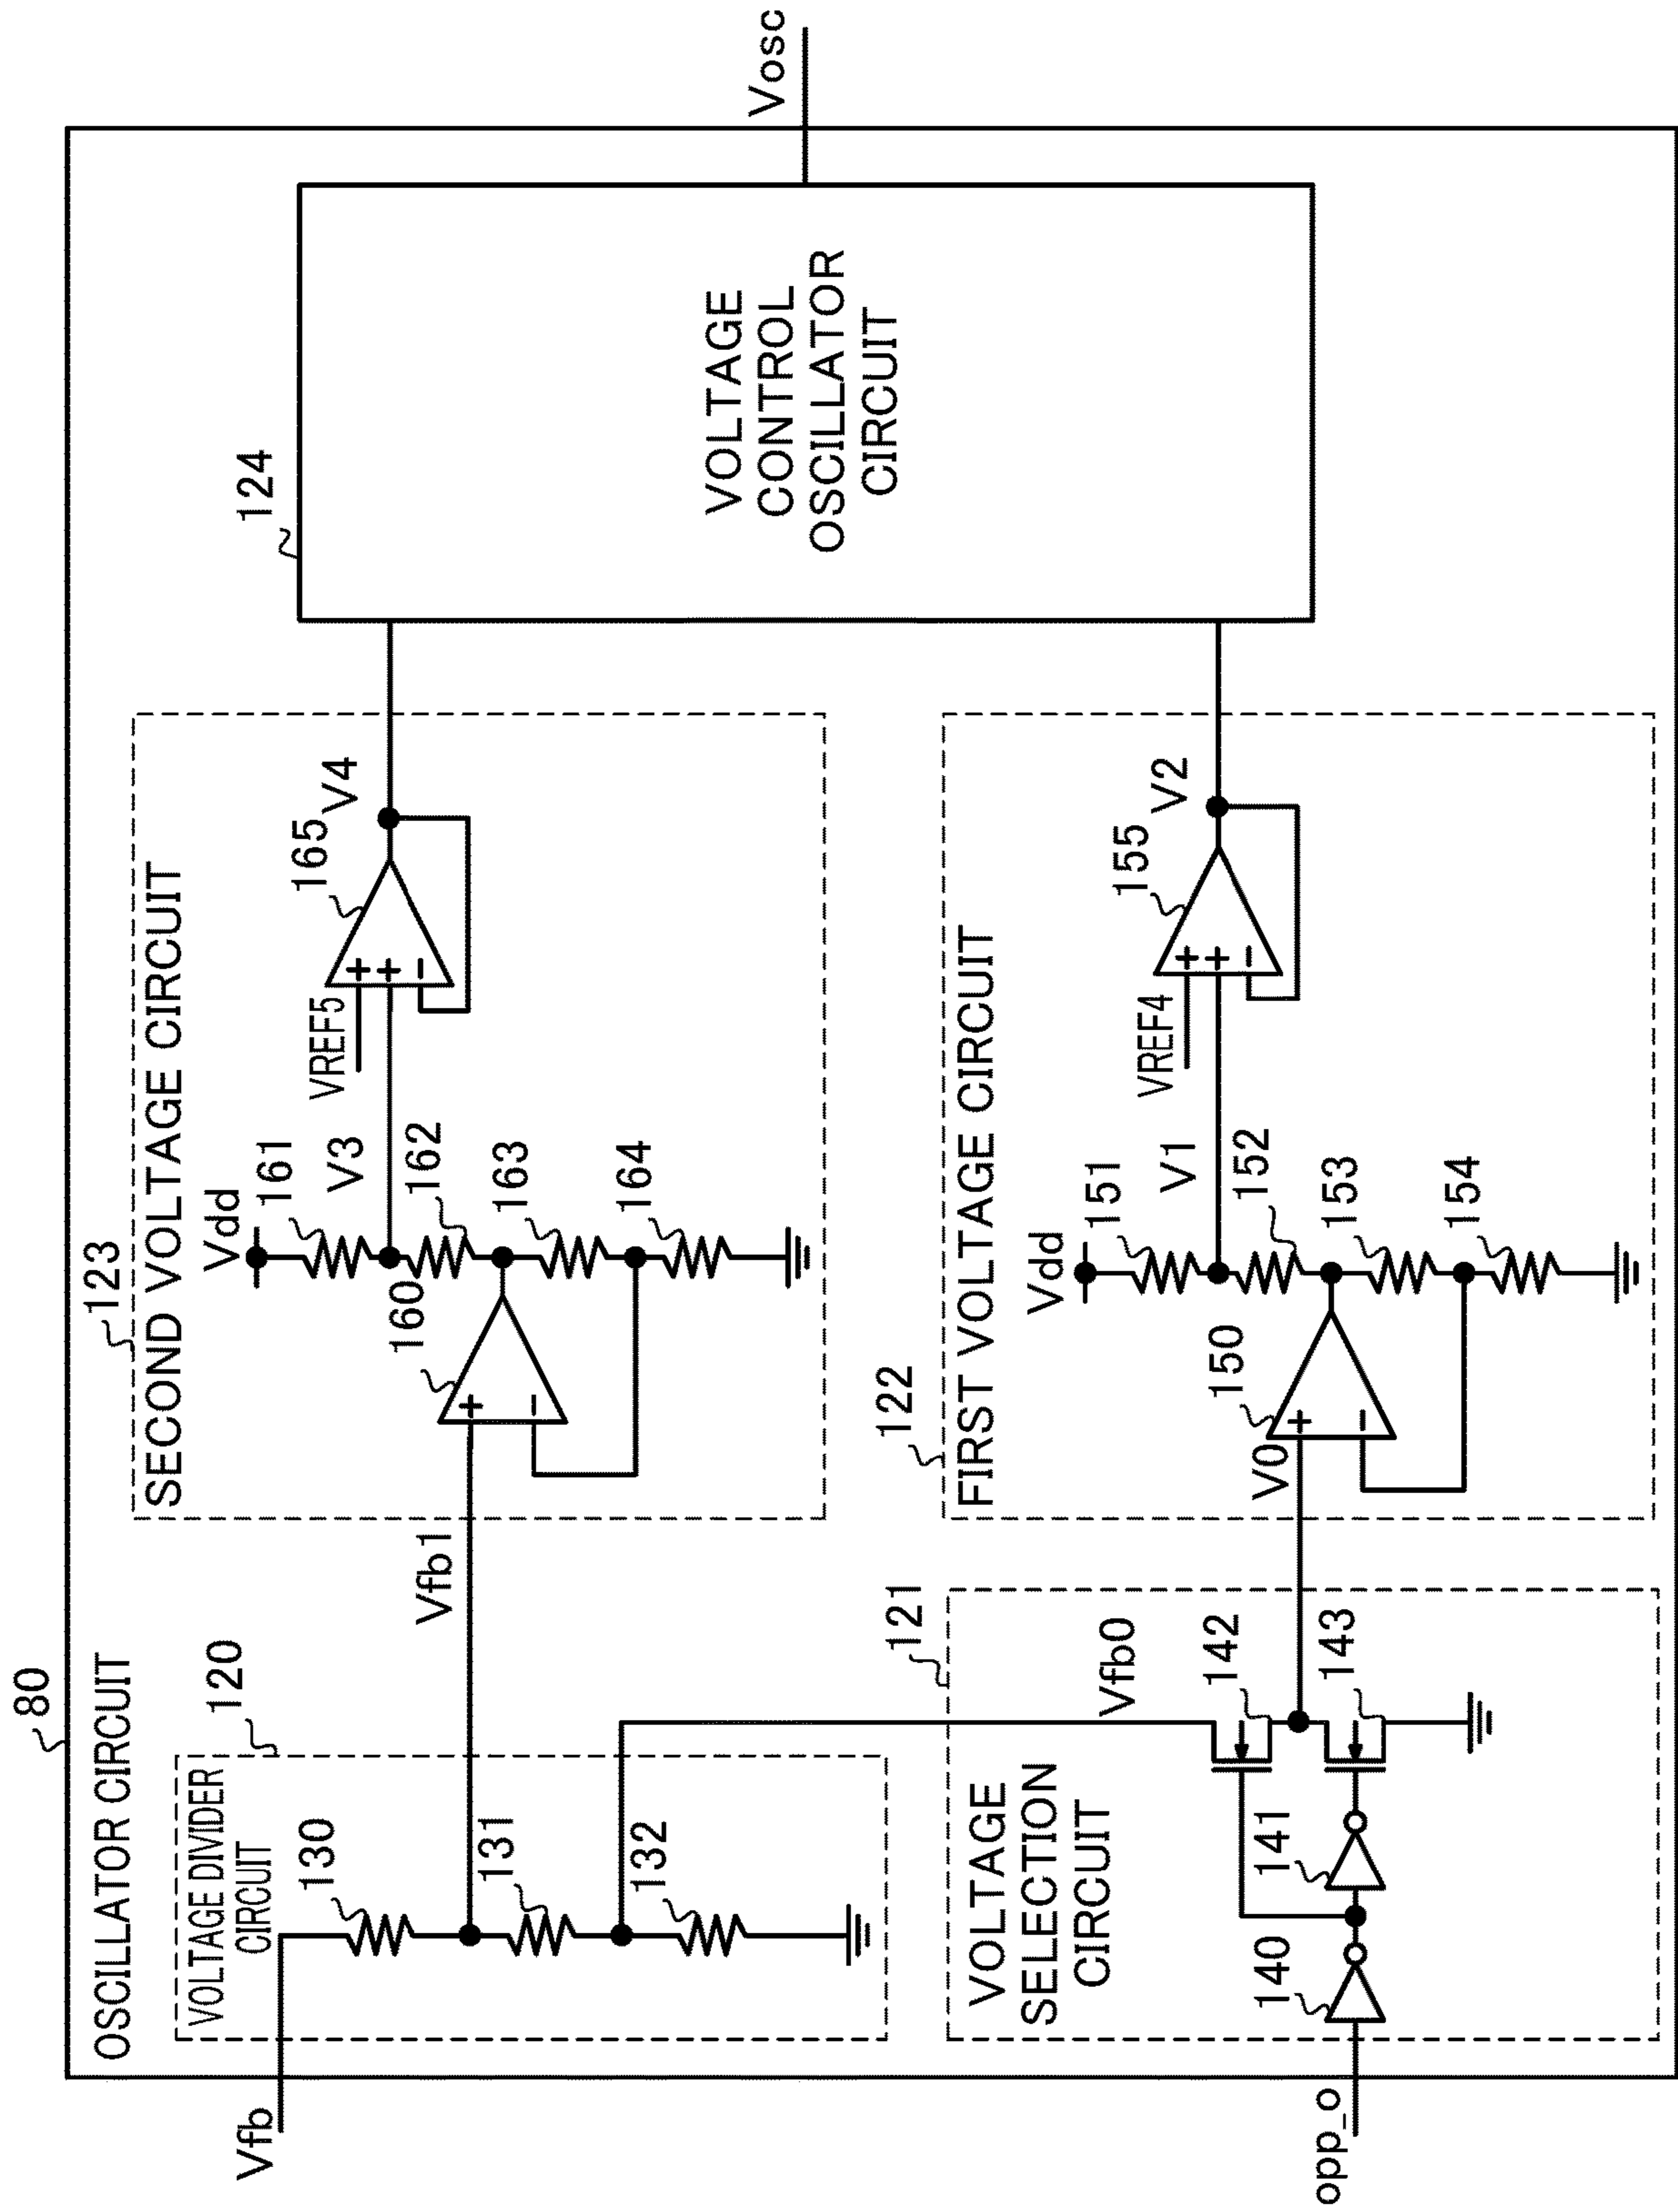 80
OSCILLATOR CIRCUIT
Vfb
120
VOLTAGE DIVIDER
CIRCUIT
130
131
132
Vfb1
123
SECOND VOLTAGE CIRCUIT
Vdd
161
V3
162
163
164
160
VREF5
165
V4
124
VOLTAGE
CONTROL
OSCILLATOR
CIRCUIT
Vosc
opp_o
121
VOLTAGE
SELECTION
CIRCUIT
140
141
Vfb0
142
143
122
FIRST VOLTAGE CIRCUIT
V0
150
Vdd
151
V1
152
153
154
VREF4
155
V2